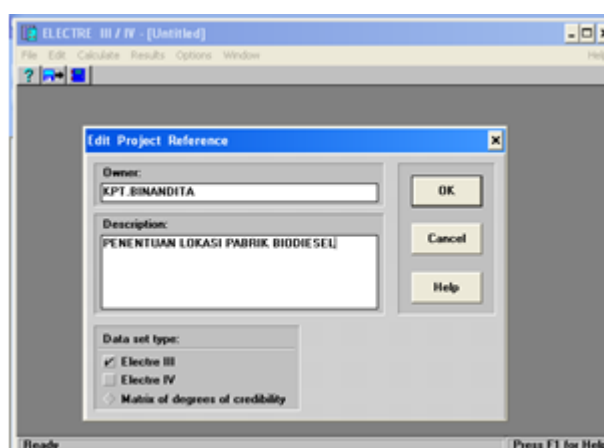 ELECTRE III / IV - [Untitled]
File Edit Calculate Results Options Window Help
?
Edit Project Reference
Owner:
KPT.BINANDITA
OK
Description:
PENENTUAN LOKASI PABRIK BIODIESEL
Cancel
Help
Data set type:
Electre III
Electre IV
Matrix of degrees of credibility
Ready Press F1 for Help